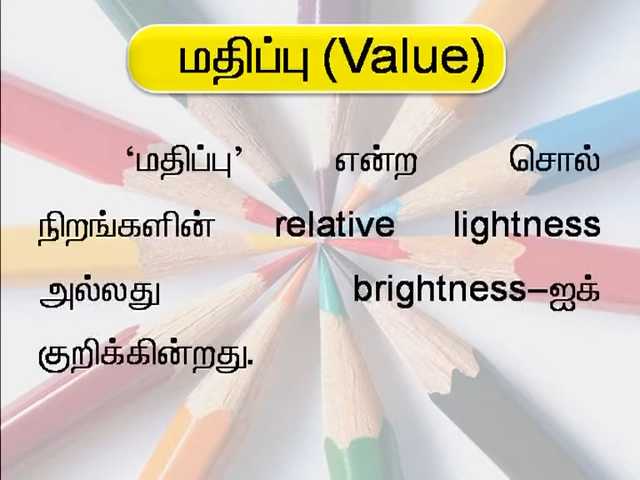 மதிப்பு (Value)
‘மதிப்பு’ என்ற சொல்
நிறங்களின் relative lightness
அல்லது brightness–ஐக்
குறிக்கின்றது.